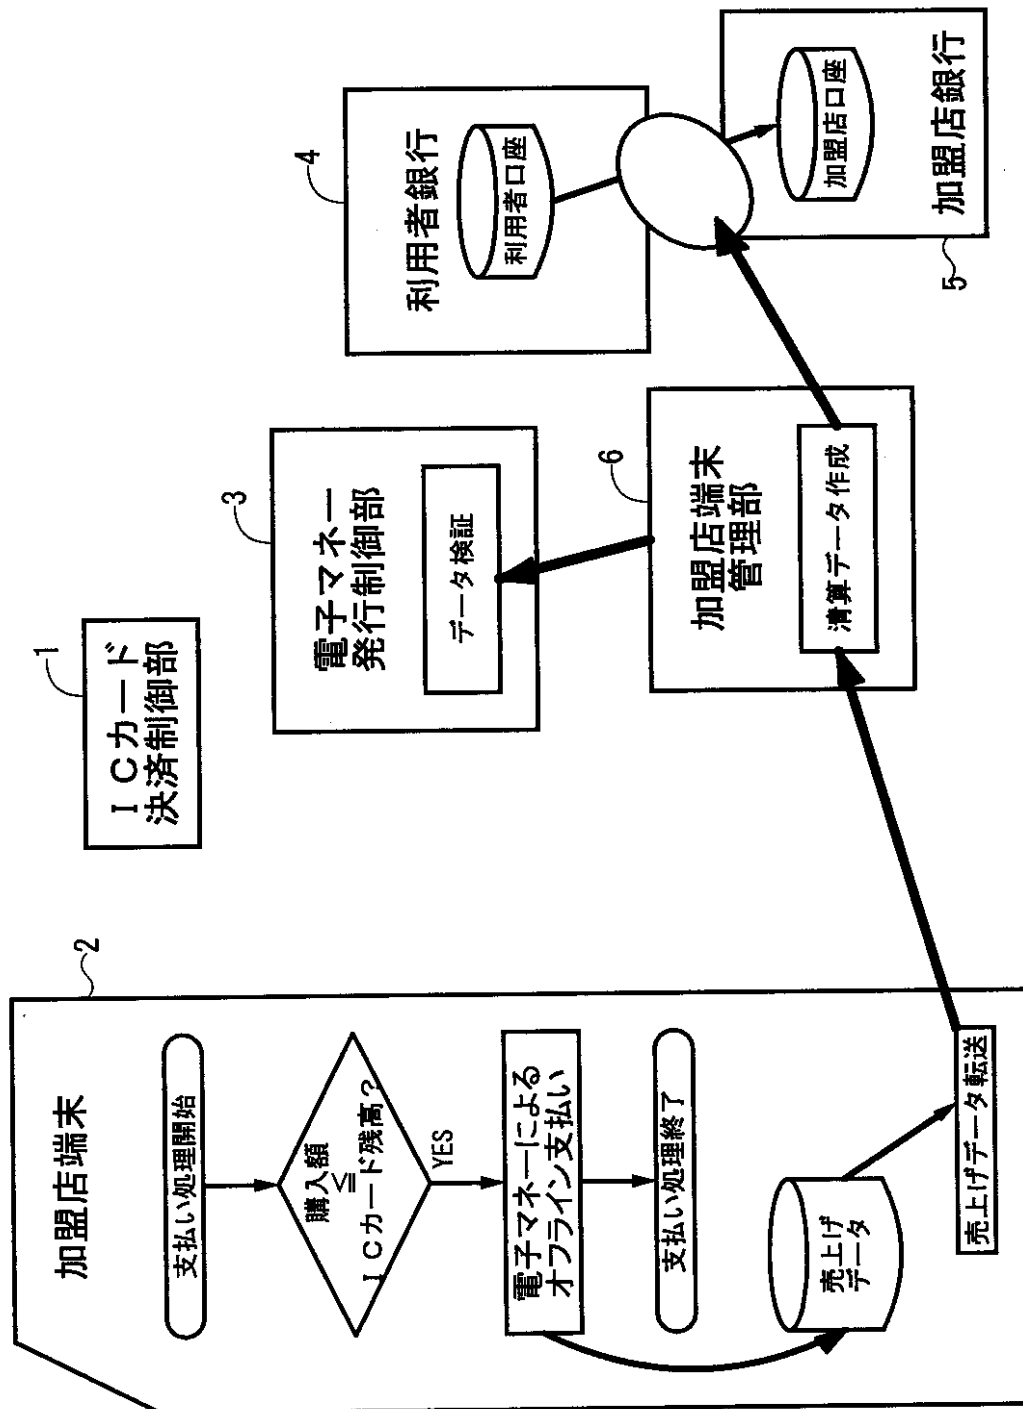 加盟店端末
2
支払い処理開始
購入額
≦
ICカード残高?
YES
電子マネーによる
オフライン支払い
支払い処理終了
売上げ
データ
売上げデータ転送
1
ICカード
決済制御部
3
電子マネー
発行制御部
データ検証
6
加盟店端末
管理部
清算データ作成
4
利用者銀行
利用者口座
加盟店口座
加盟店銀行
5